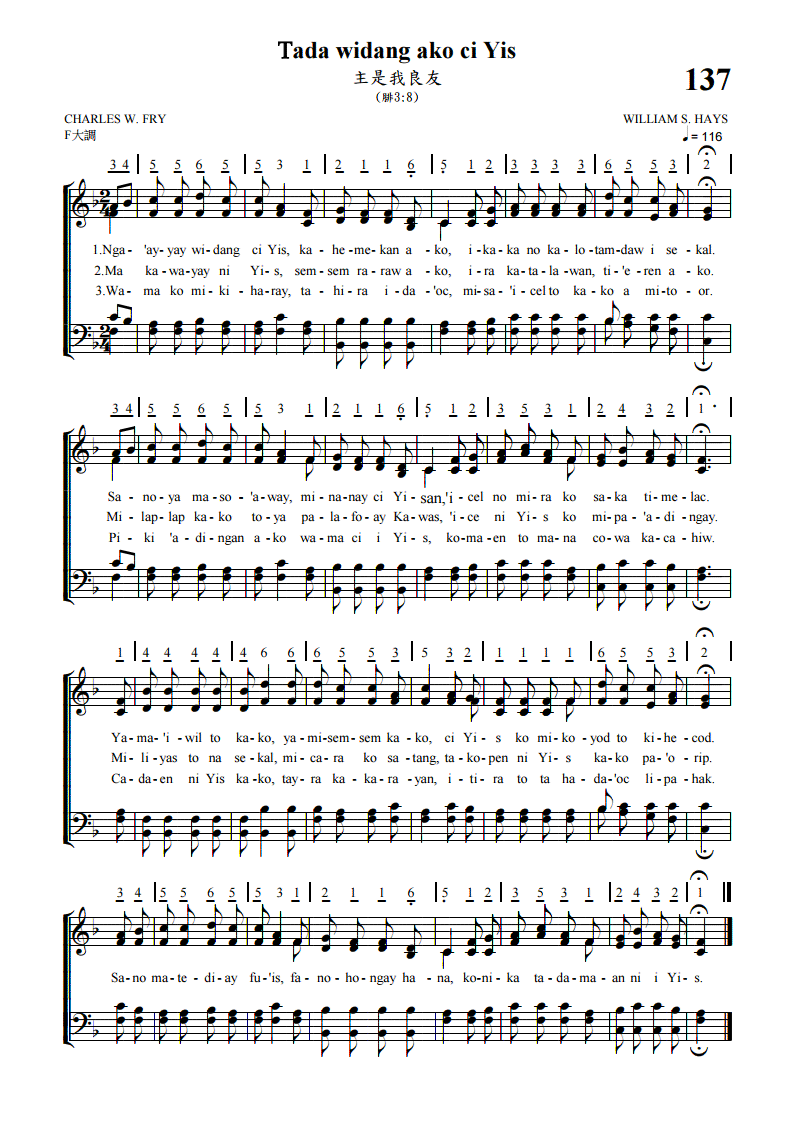 Tada widang ako ci Yis
主是我良友
(腓3:8)
137
CHARLES W. FRY
WILLIAM S. HAYS
F大調
= 116
3 4 | 5 5 6 5 | 5 3 1 | 2 1 1 6 | 5 1 2 | 3 3 3 3 | 6 5 5 3 | 2 |
1.Nga- 'ay-yay wi-dang ci Yis, ka - he-me-kan a - ko, i - ka - ka no ka - lo-tam-daw i se - kal.
2.Ma ka-wa-yay ni Yis, sem-sem ra-raw a - ko, i - ra ka-ta-la-wan, ti-'e-ren a - ko.
3.Wa- ma ko mi-ki-ha-ray, ta - hi-ra i-da-'oc, mi-sa-'i-cel to ka-ko a mi-to-or.
3 4 | 5 5 6 5 | 5 3 1 | 2 1 1 6 | 5 1 2 | 3 5 3 1 | 2 4 3 2 | 1 · |
Sa - no-ya ma-so-'a-way, mi-na-nay ci Yi-san,'i-cel no mi-ra ko sa-ka ti-me-lac.
Mi-lap-lap ka-ko to-ya pa-la-fo-ay Ka-was, 'i-ce ni Yi-s ko mi-pa-'a-di-ngay.
Pi - ki 'a-di-ngan a-ko wa-ma ci i Yi-s, ko-ma-en to ma-na co-wa ka-ca-hiw.
1 | 4 4 4 4 | 4 6 6 | 6 5 5 3 | 5 3 2 | 1 1 1 1 | 6 5 5 3 | 2 |
Ya-ma-'i-wil to ka-ko, ya-mi-sem-sem ka-ko, ci Yi-s ko mi-ko-yod to ki-he-cod.
Mi-li-yas to na se-kal, mi-ca-ra ko sa-tang, ta-ko-pen ni Yi-s ka-ko pa-'o-rip.
Ca-da-en ni Yis ka-ko, tay-ra ka-ka-ra-yan, i-ti-ra to ta ha-da-'oc li-pa-hak.
3 4 | 5 5 6 5 | 5 3 1 | 2 1 1 6 | 5 1 2 | 3 5 3 1 | 2 4 3 2 | 1
Sa-no ma-te-di-ay fu-'is, fa-no-ho-ngay ha-na, ko-ni-ka ta-da-ma-an ni i Yi-s.